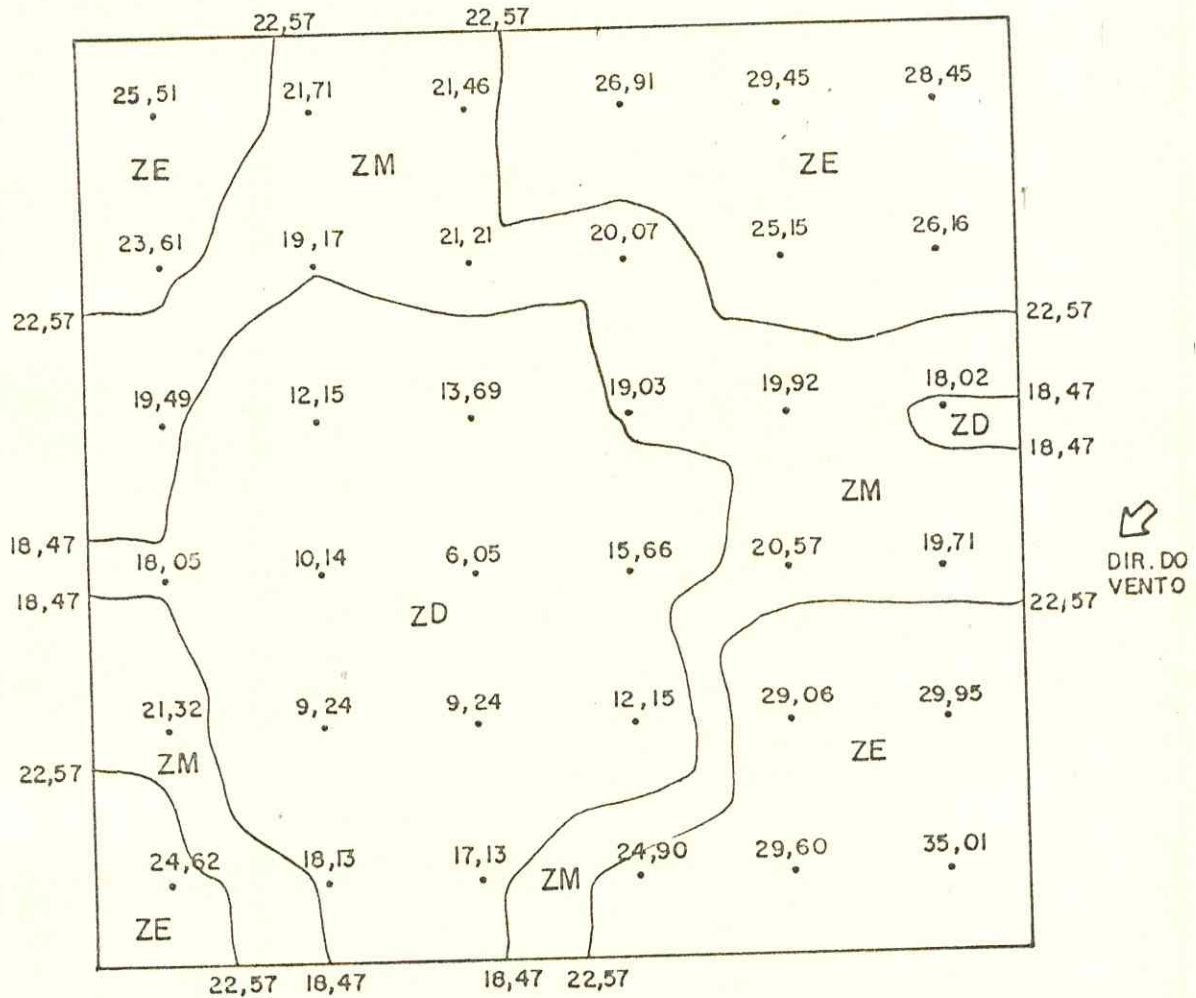 22,57 22,57
25,51 21,71 21,46 26,91 29,45 28,45
ZE ZM ZE
23,61 19,17 21,21 20,07 25,15 26,16
22,57 22,57
19,49 12,15 13,69 19,03 19,92 18,02 18,47
ZD
18,47
ZM
18,47 18,05 10,14 6,05 15,66 20,57 19,71
DIR. DO
VENTO
18,47 22,57
ZD
21,32 9,24 9,24 12,15 29,06 29,95
ZM ZE
22,57
24,62 18,13 17,13 24,90 29,60 35,01
ZM
ZE
22,57 18,47 18,47 22,57